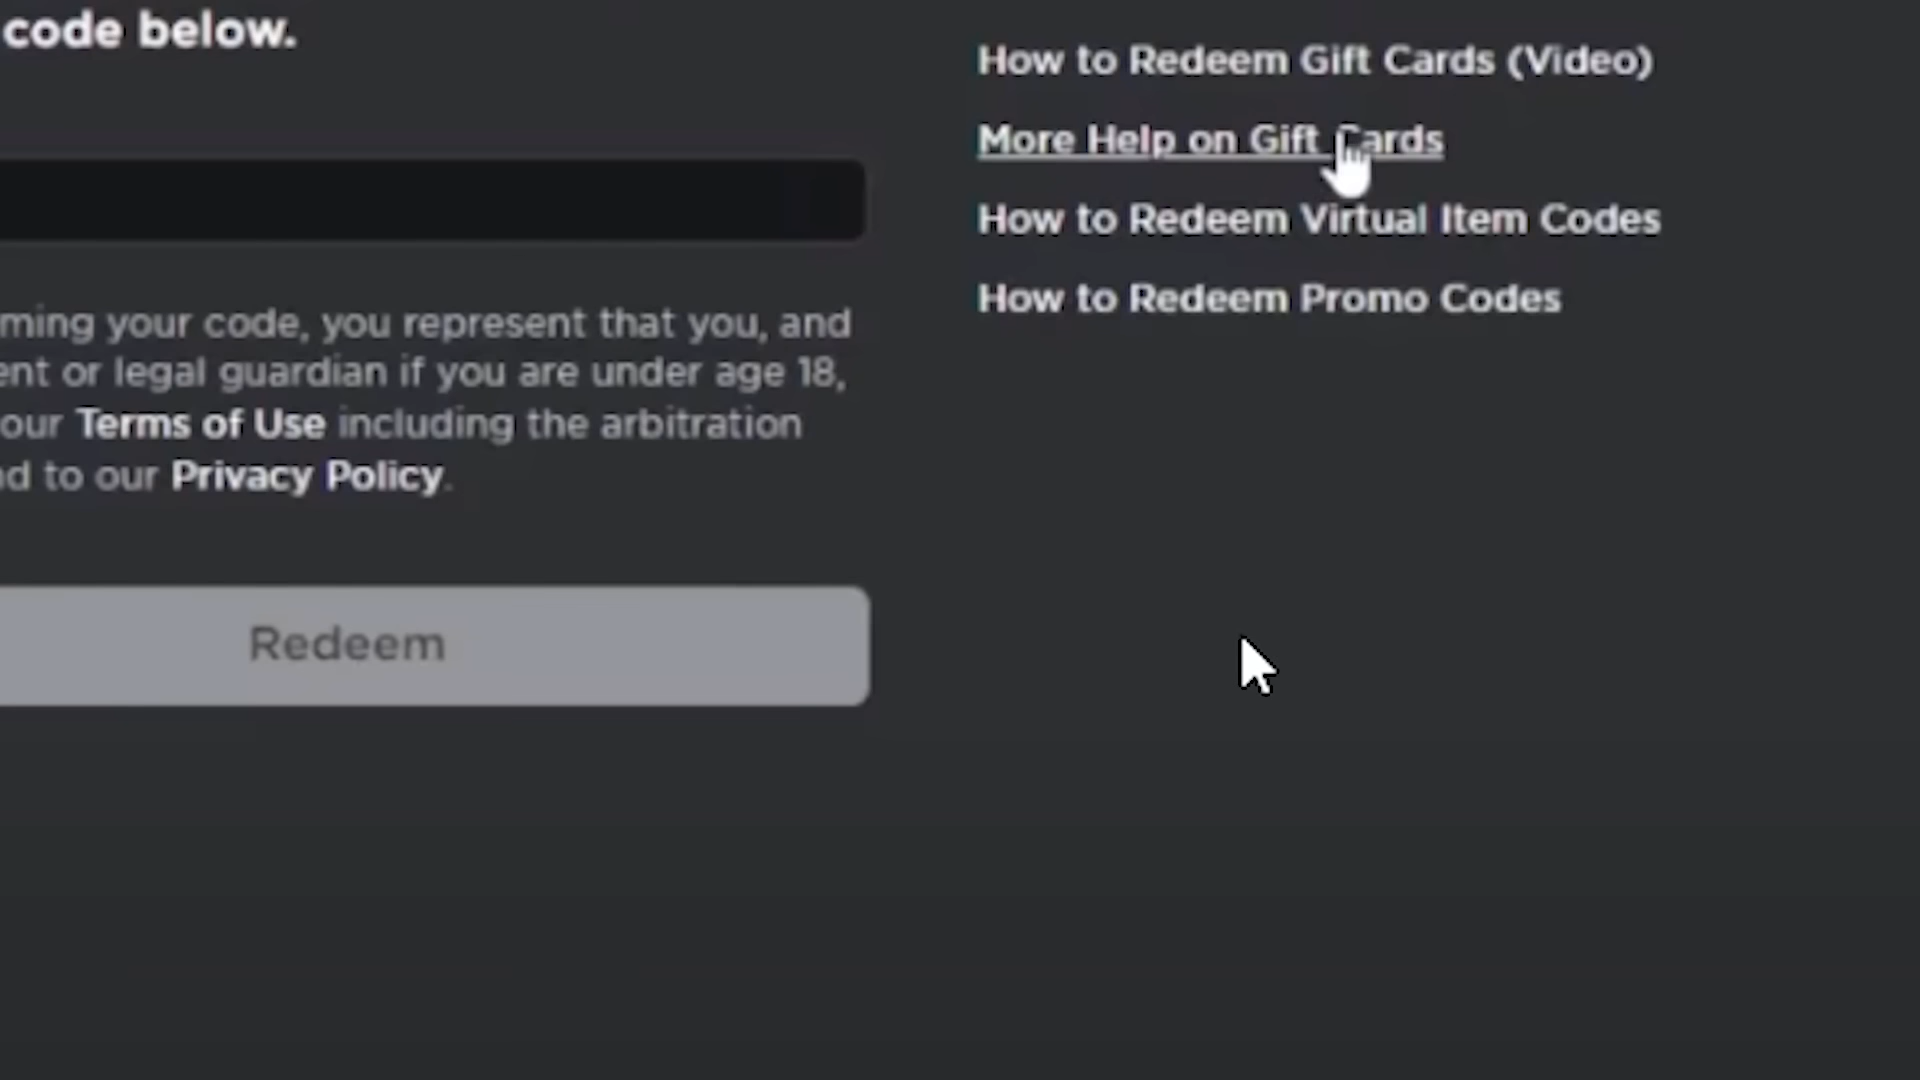 code below.
ming your code, you represent that you, and
ent or legal guardian if you are under age 18,
our Terms of Use including the arbitration
nd to our Privacy Policy.
Redeem
How to Redeem Gift Cards (Video)
More Help on Gift Cards
How to Redeem Virtual Item Codes
How to Redeem Promo Codes